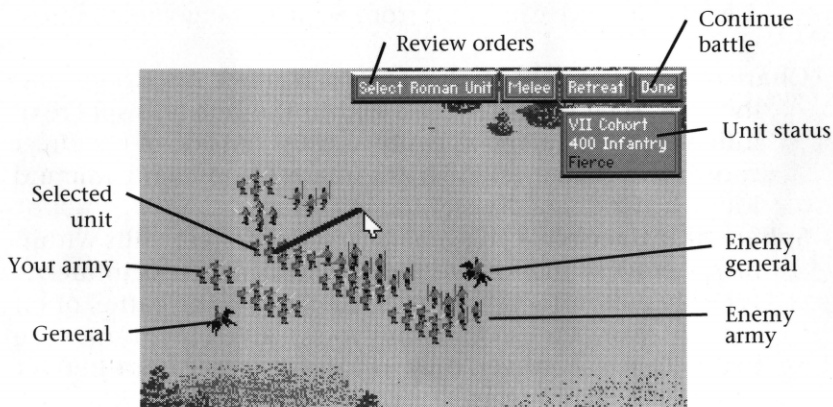 Review orders
Continue
battle
Select Roman Unit Melee Retreat Done
VII Cohort
400 Infantry
Fierce
Unit status
Selected
unit
Your army
General
Enemy
general
Enemy
army